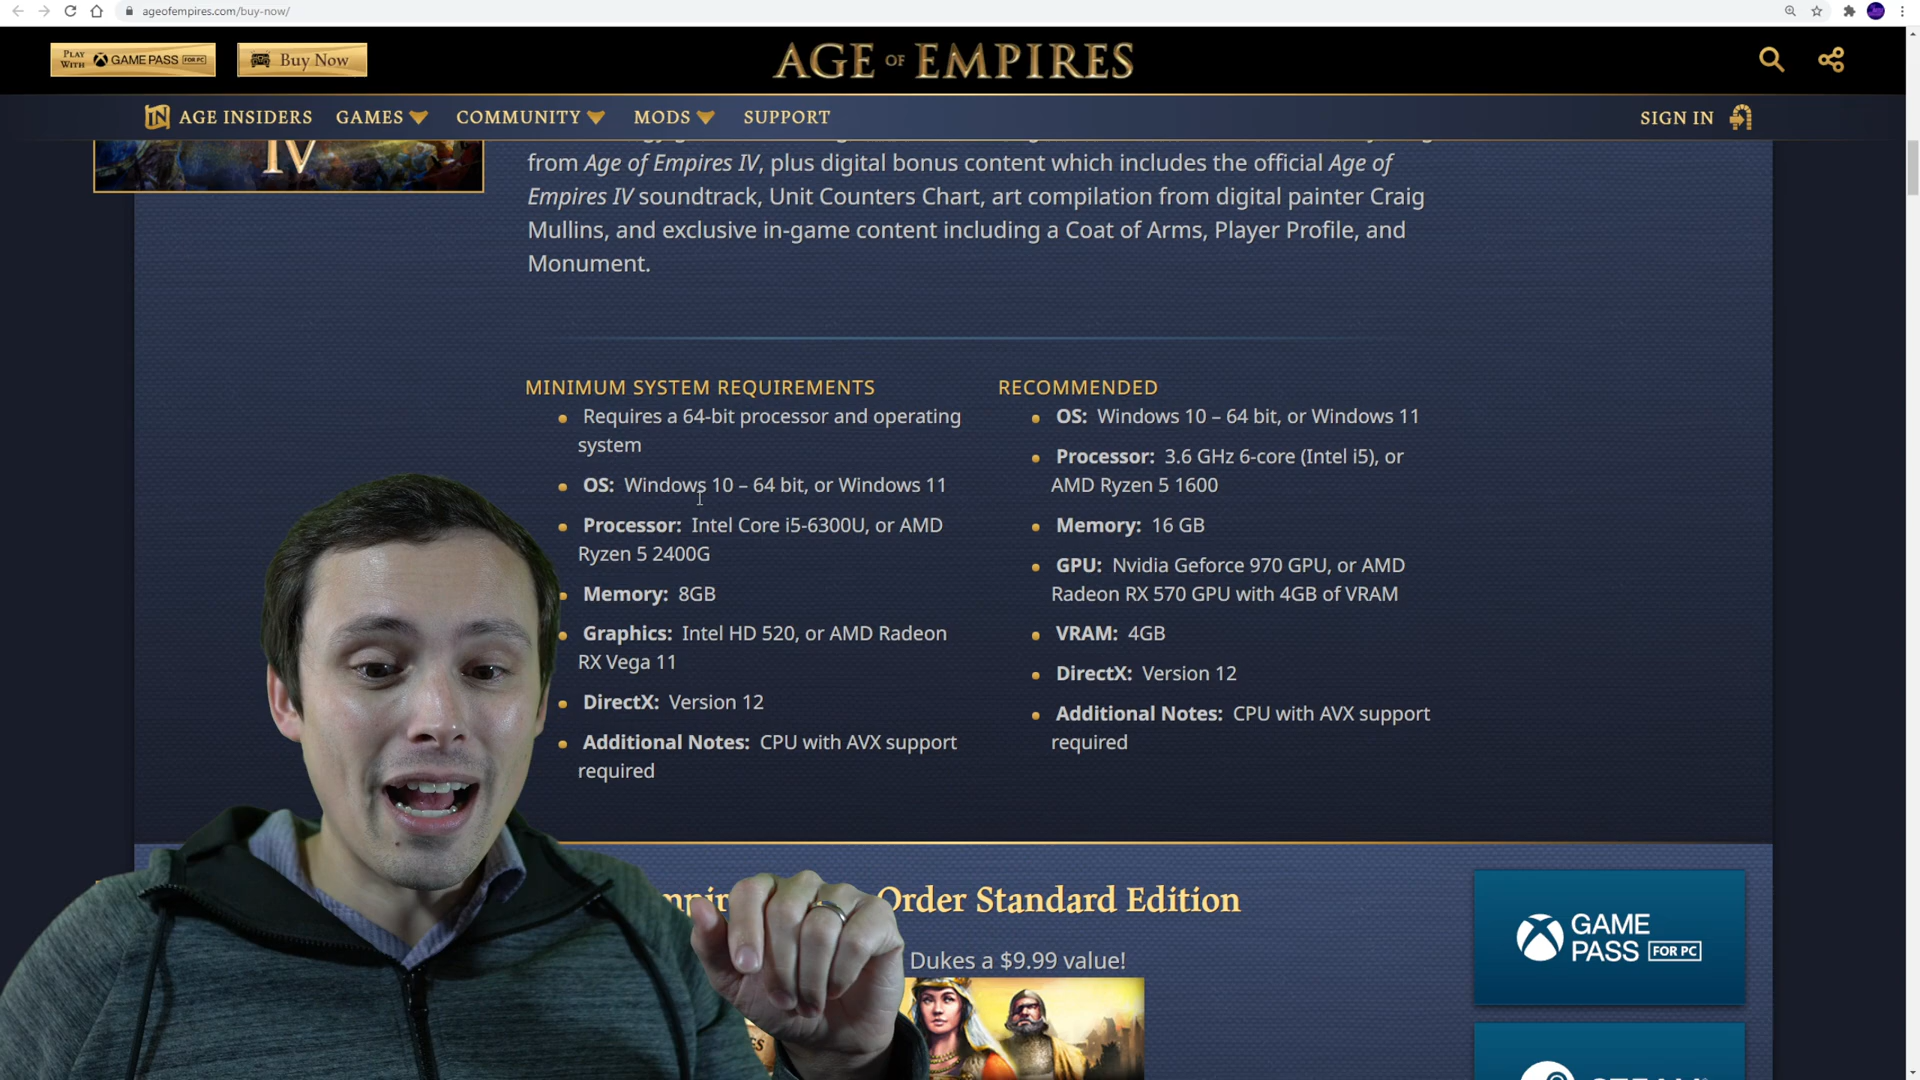 ageofempires.com/buy-now/
PLAY WITH GAME PASS FOR PC
Buy Now
AGE OF EMPIRES
IN AGE INSIDERS
GAMES
COMMUNITY
MODS
SUPPORT
SIGN IN
IV
from Age of Empires IV, plus digital bonus content which includes the official Age of
Empires IV soundtrack, Unit Counters Chart, art compilation from digital painter Craig
Mullins, and exclusive in-game content including a Coat of Arms, Player Profile, and
Monument.
MINIMUM SYSTEM REQUIREMENTS
Requires a 64-bit processor and operating
system
OS: Windows 10 – 64 bit, or Windows 11
Processor: Intel Core i5-6300U, or AMD
Ryzen 5 2400G
Memory: 8GB
Graphics: Intel HD 520, or AMD Radeon
RX Vega 11
DirectX: Version 12
Additional Notes: CPU with AVX support
required
RECOMMENDED
OS: Windows 10 – 64 bit, or Windows 11
Processor: 3.6 GHz 6-core (Intel i5), or
AMD Ryzen 5 1600
Memory: 16 GB
GPU: Nvidia Geforce 970 GPU, or AMD
Radeon RX 570 GPU with 4GB of VRAM
VRAM: 4GB
DirectX: Version 12
Additional Notes: CPU with AVX support
required
Order Standard Edition
Dukes a $9.99 value!
GAME
PASS FOR PC